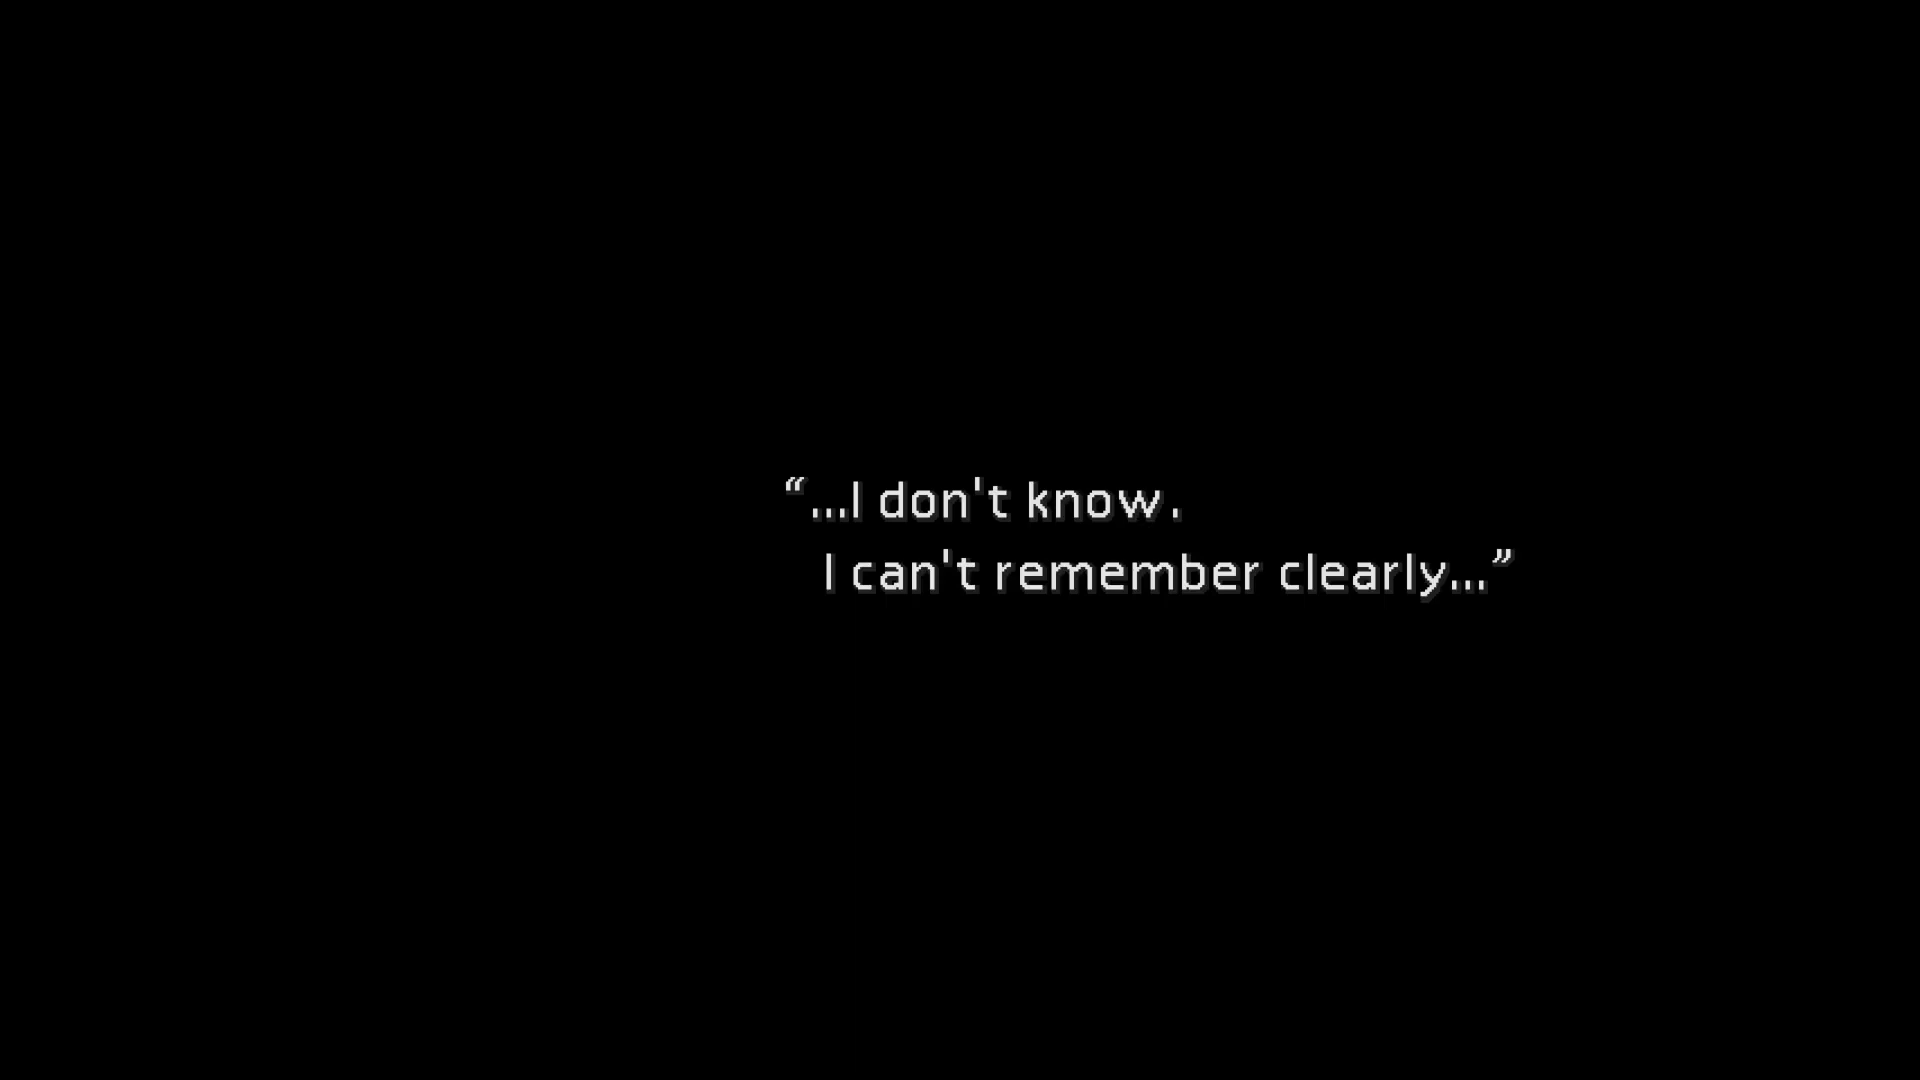 “...I don't know.
I can't remember clearly...”